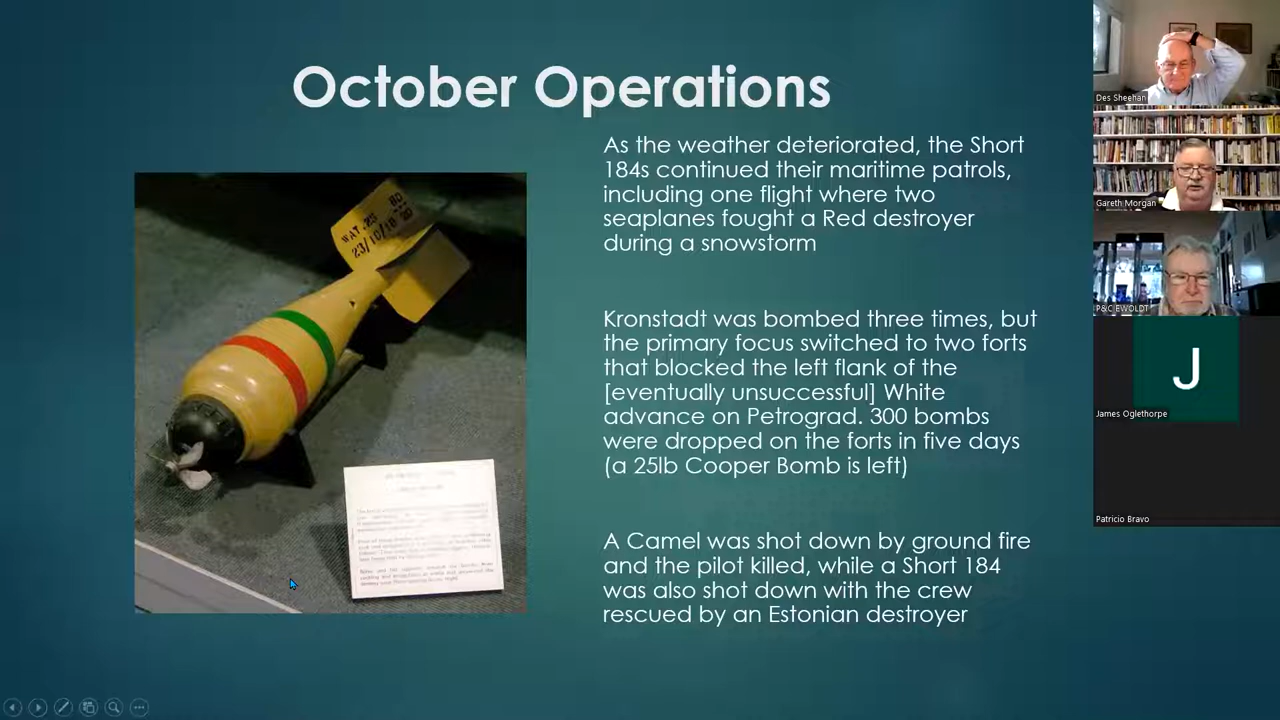 October Operations
As the weather deteriorated, the Short
184s continued their maritime patrols,
including one flight where two
seaplanes fought a Red destroyer
during a snowstorm
Kronstadt was bombed three times, but
the primary focus switched to two forts
that blocked the left flank of the
[eventually unsuccessful] White
advance on Petrograd. 300 bombs
were dropped on the forts in five days
(a 25lb Cooper Bomb is left)
A Camel was shot down by ground fire
and the pilot killed, while a Short 184
was also shot down with the crew
rescued by an Estonian destroyer
23/10/18
Des Sheehan
Gareth Morgan
P&C EWOLDT
J
James Oglethorpe
Patricio Bravo